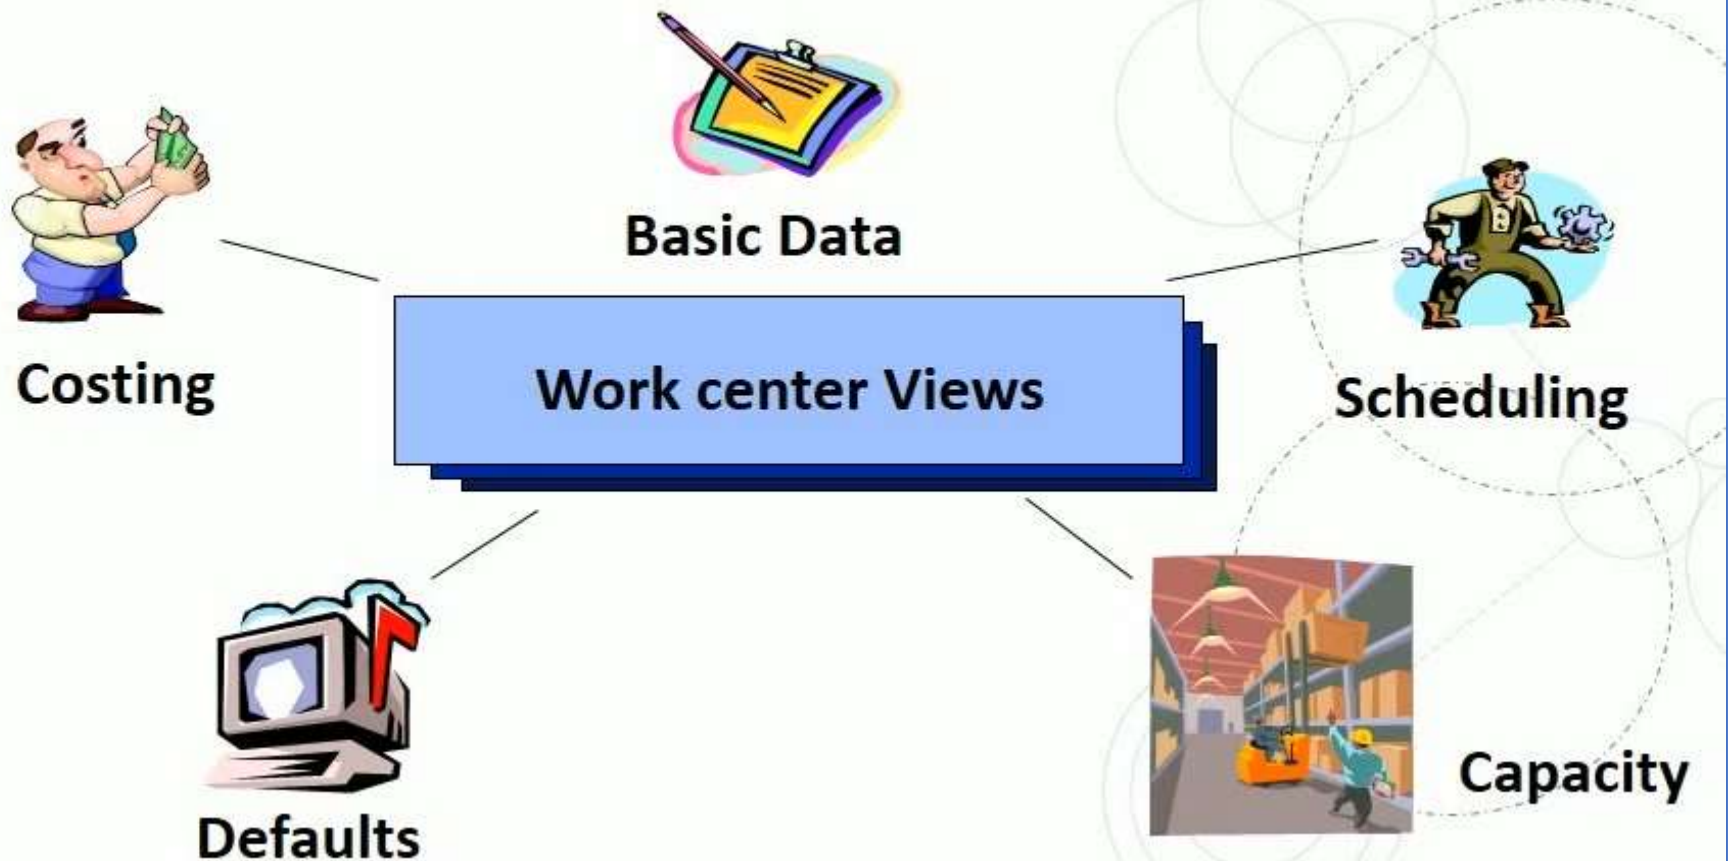 Basic Data
Costing
Work center Views
Scheduling
Defaults
Capacity